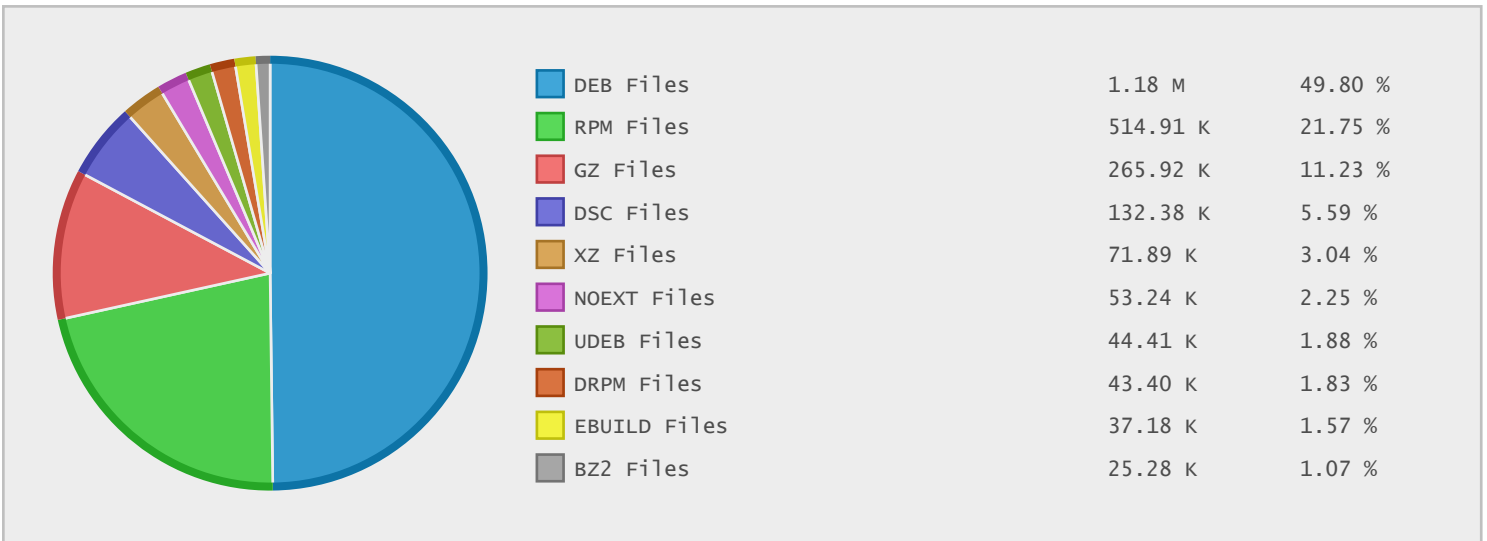 DEB Files 1.18 M 49.80 %
RPM Files 514.91 K 21.75 %
GZ Files 265.92 K 11.23 %
DSC Files 132.38 K 5.59 %
XZ Files 71.89 K 3.04 %
NOEXT Files 53.24 K 2.25 %
UDEB Files 44.41 K 1.88 %
DRPM Files 43.40 K 1.83 %
EBUILD Files 37.18 K 1.57 %
BZ2 Files 25.28 K 1.07 %